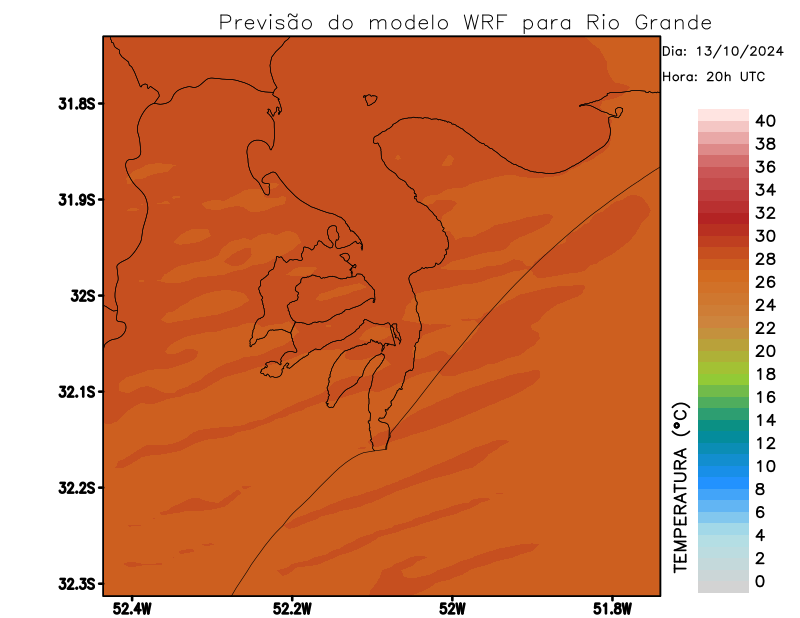 Previsão do modelo WRF para Rio Grande
Dia: 13/10/2024
Hora: 20h UTC
31.8S
31.9S
32S
32.1S
32.2S
32.3S
52.4W
52.2W
52W
51.8W
40
38
36
34
32
30
28
26
24
22
20
18
16
14
12
10
8
6
4
2
0
TEMPERATURA (°C)